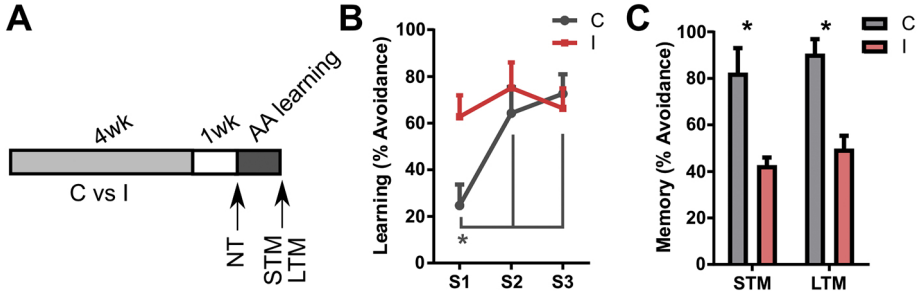 A
4wk
1wk
AA learning
C vs I
NT
STM
LTM
B
C
I
Learning (% Avoidance)
100
80
60
40
20
0
*
S1
S2
S3
C
C
I
Memory (% Avoidance)
100
80
60
40
20
0
*
*
STM
LTM